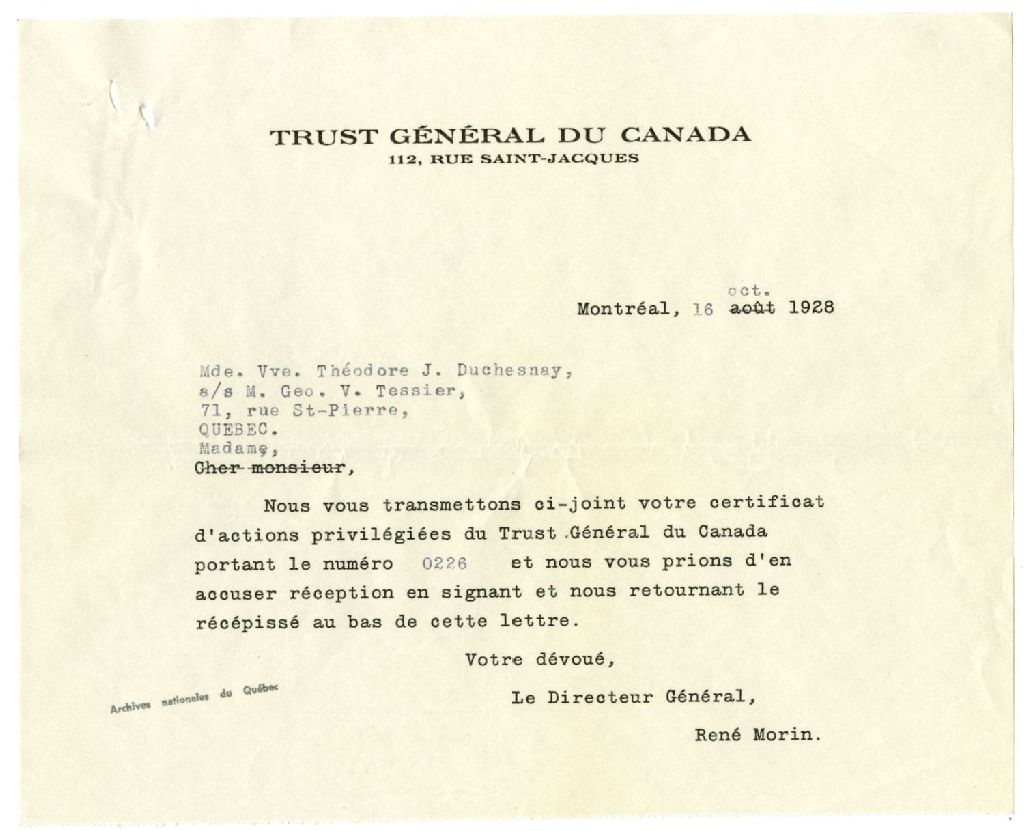 TRUST GÉNÉRAL DU CANADA
112, RUE SAINT-JACQUES
oct.
Montréal, 16 août 1928
Mde. Vve. Théodore J. Duchesnay,
a/s M. Geo. V. Tessier,
71, rue St-Pierre,
QUEBEC.
Madame,
Cher monsieur,
Nous vous transmettons ci-joint votre certificat
d'actions privilégiées du Trust Général du Canada
portant le numéro 0226 et nous vous prions d'en
accuser réception en signant et nous retournant le
récépissé au bas de cette lettre.
Votre dévoué,
Le Directeur Général,
René Morin.
Archives nationales du Québec